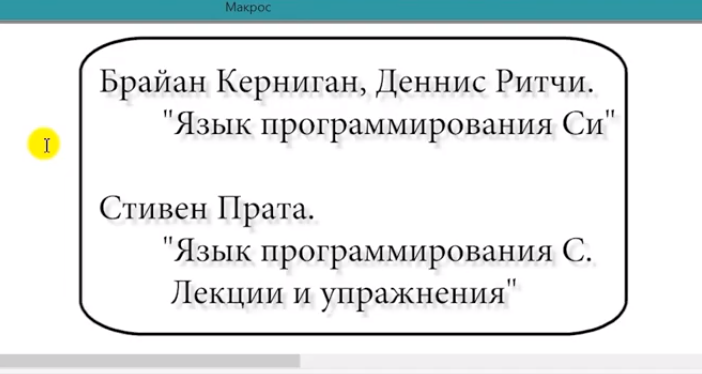 Макрос
Брайан Керниган, Деннис Ритчи.
"Язык программирования Си"
Стивен Прата.
"Язык программирования С.
Лекции и упражнения"